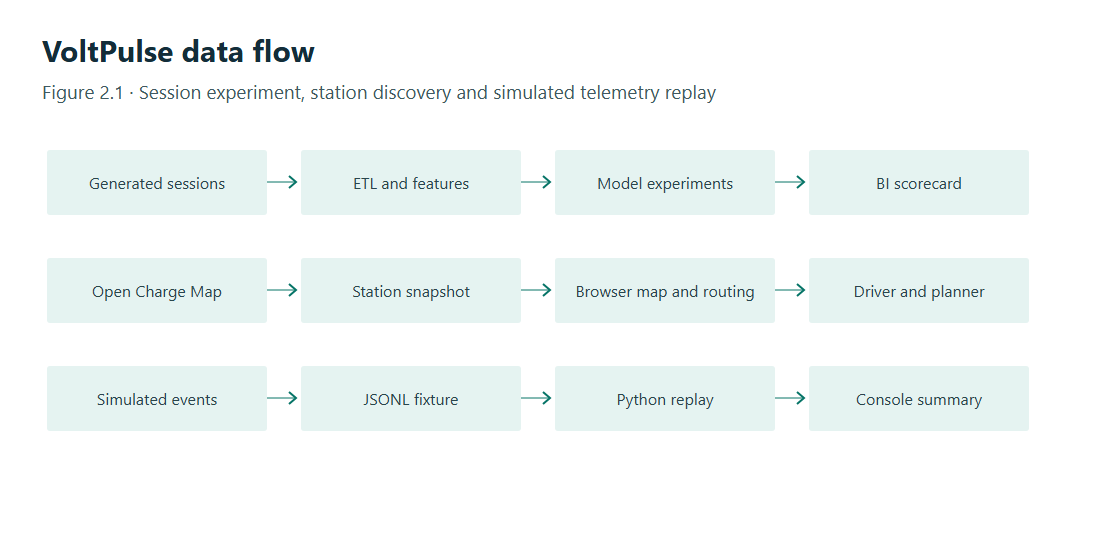 VoltPulse data flow
Figure 2.1 · Session experiment, station discovery and simulated telemetry replay
Generated sessions
ETL and features
Model experiments
BI scorecard
Open Charge Map
Station snapshot
Browser map and routing
Driver and planner
Simulated events
JSONL fixture
Python replay
Console summary